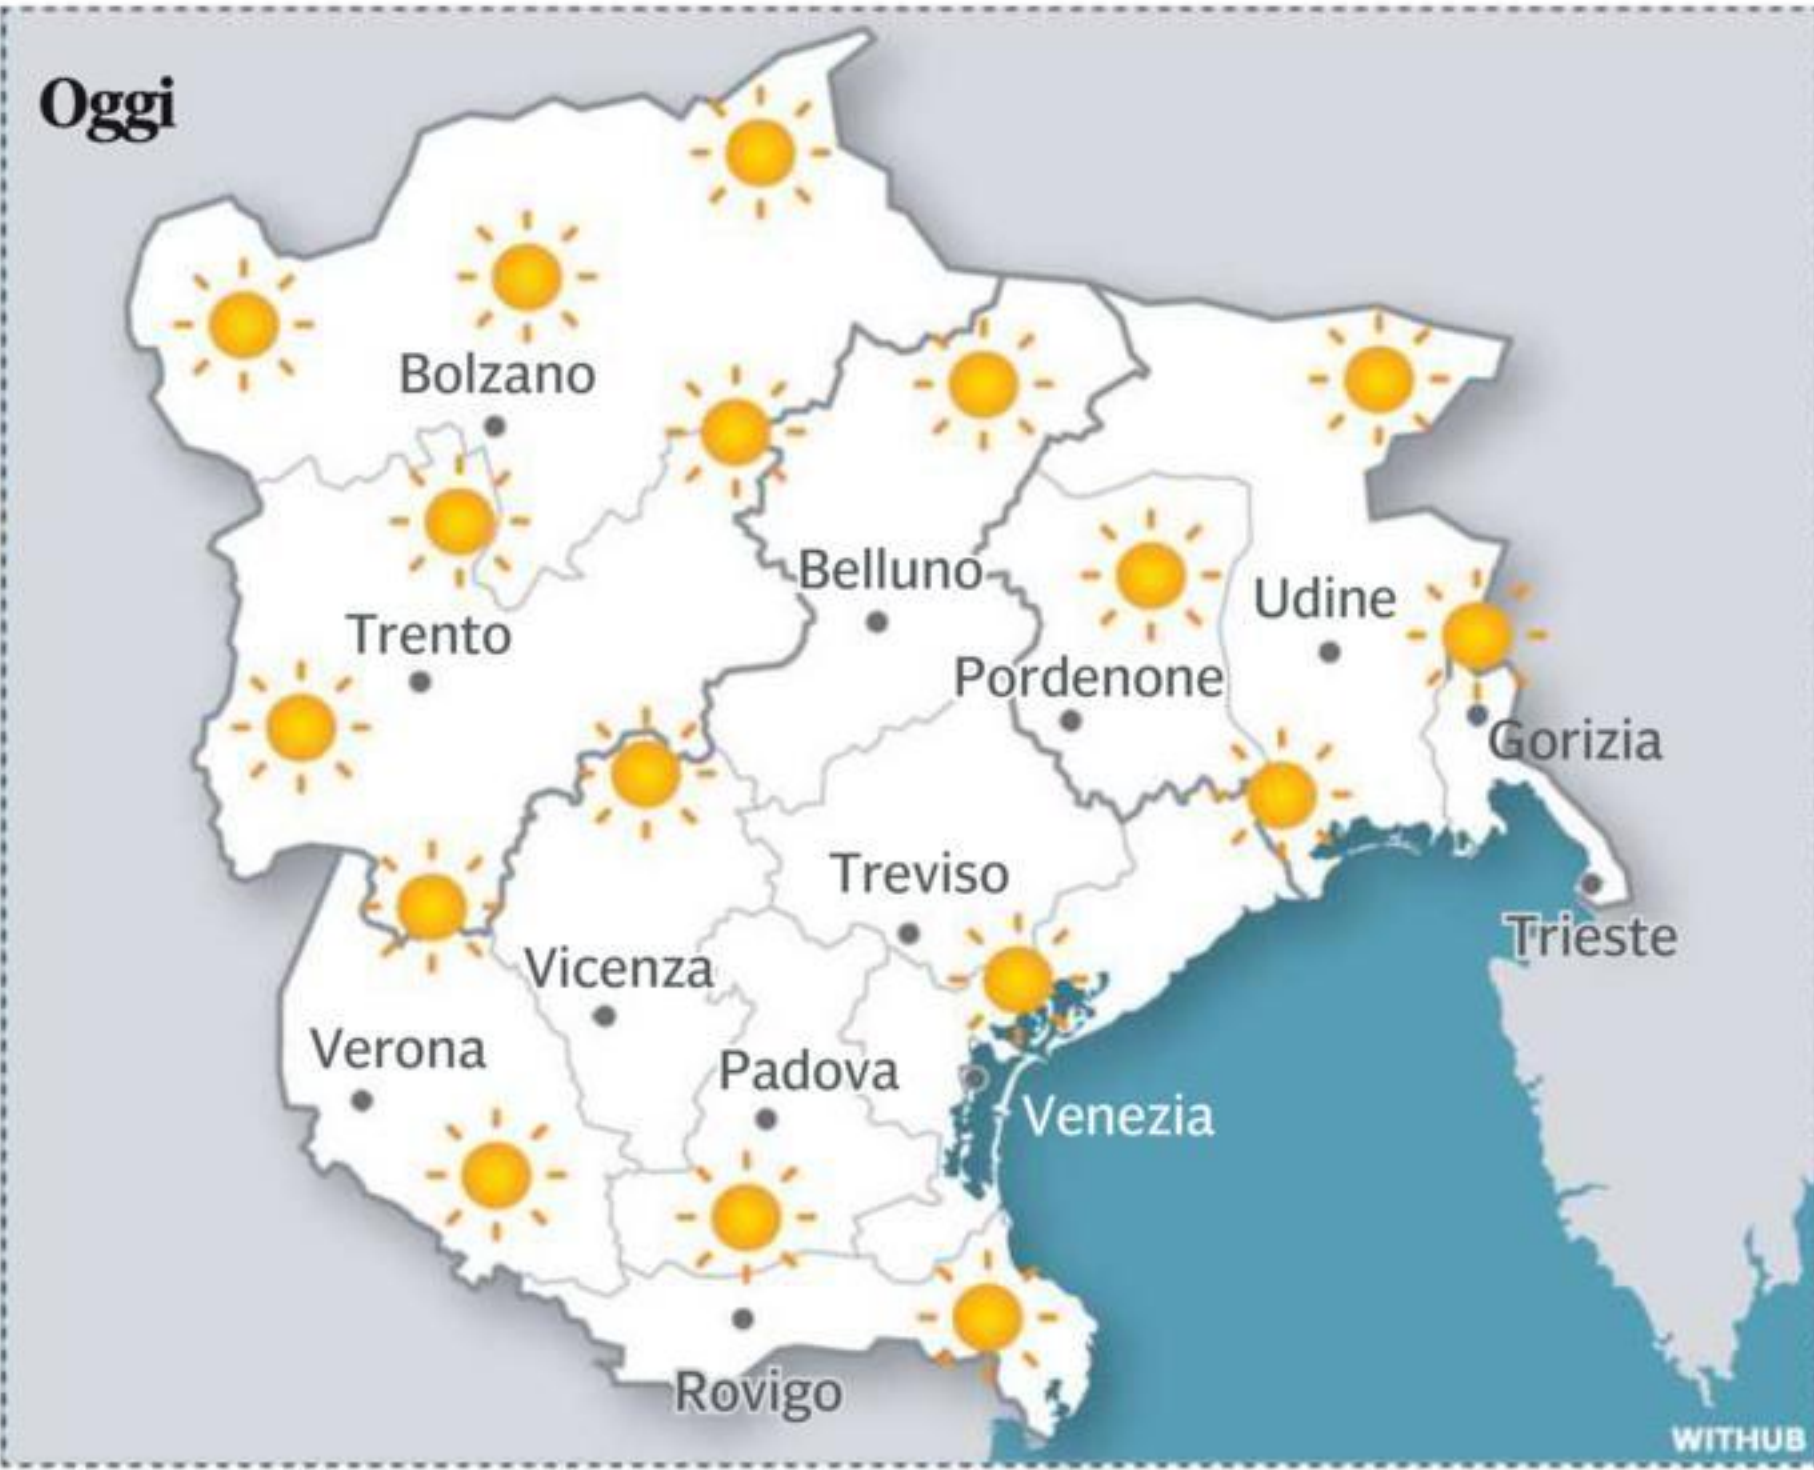 Oggi
Bolzano
Belluno
Udine
Trento
Pordenone
Gorizia
Treviso
Trieste
Vicenza
Verona
Padova
Venezia
Rovigo
WITHUB